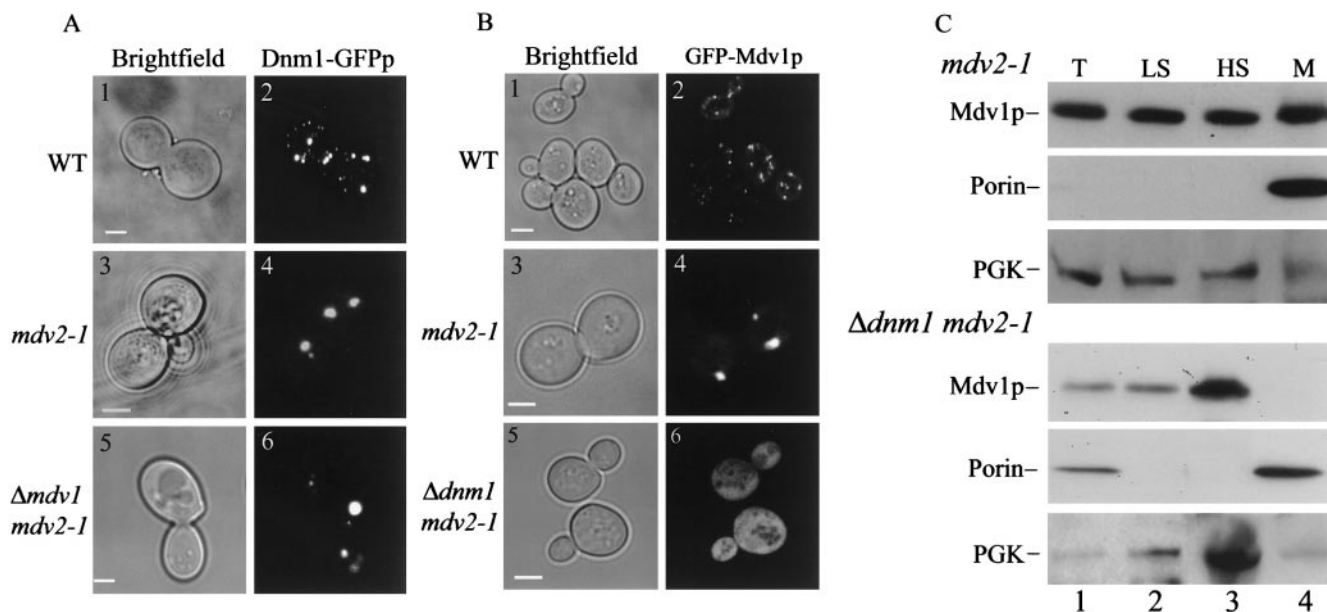 A
Brightfield Dnm1-GFPp
WT
1
2
mdv2-1
3
4
Δmdv1
mdv2-1
5
6
B
Brightfield GFP-Mdv1p
WT
1
2
mdv2-1
3
4
Δdnm1
mdv2-1
5
6
C
mdv2-1 T LS HS M
Mdv1p–
Porin–
PGK–
Δdnm1 mdv2-1
Mdv1p–
Porin–
PGK–
1 2 3 4